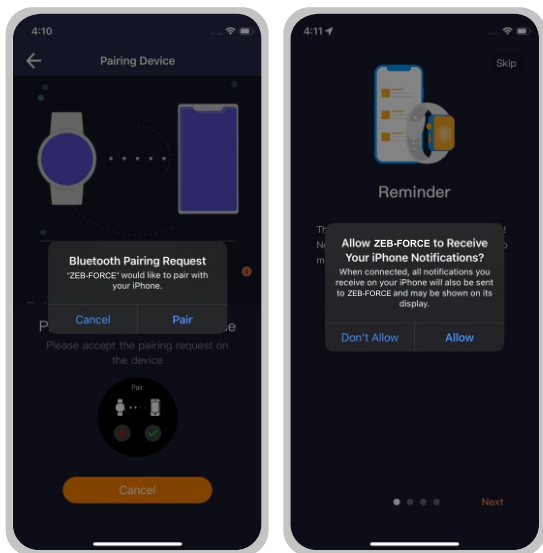 4:10
Pairing Device
Bluetooth Pairing Request
"ZEB-FORCE" would like to pair with
your iPhone.
Cancel
Pair
Please accept the pairing request on
the device
Pair
Cancel
4:11
Skip
Reminder
Allow ZEB-FORCE to Receive
Your iPhone Notifications?
When connected, all notifications you
receive on your iPhone will also be sent
to ZEB-FORCE and may be shown on its
display.
Don't Allow
Allow
Next